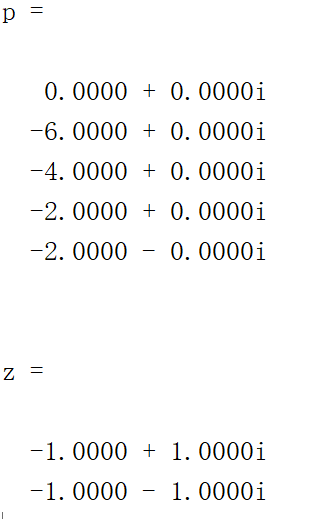 p =
0.0000 + 0.0000i
-6.0000 + 0.0000i
-4.0000 + 0.0000i
-2.0000 + 0.0000i
-2.0000 - 0.0000i
z =
-1.0000 + 1.0000i
-1.0000 - 1.0000i